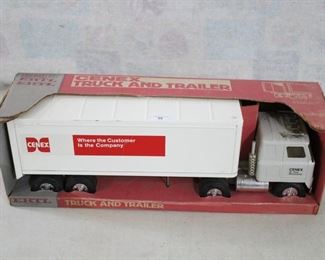 CENEX
TRUCK AND TRAILER
CENEX
Where the Customer
is the Company
CENEX
ERTL
TRUCK AND TRAILER